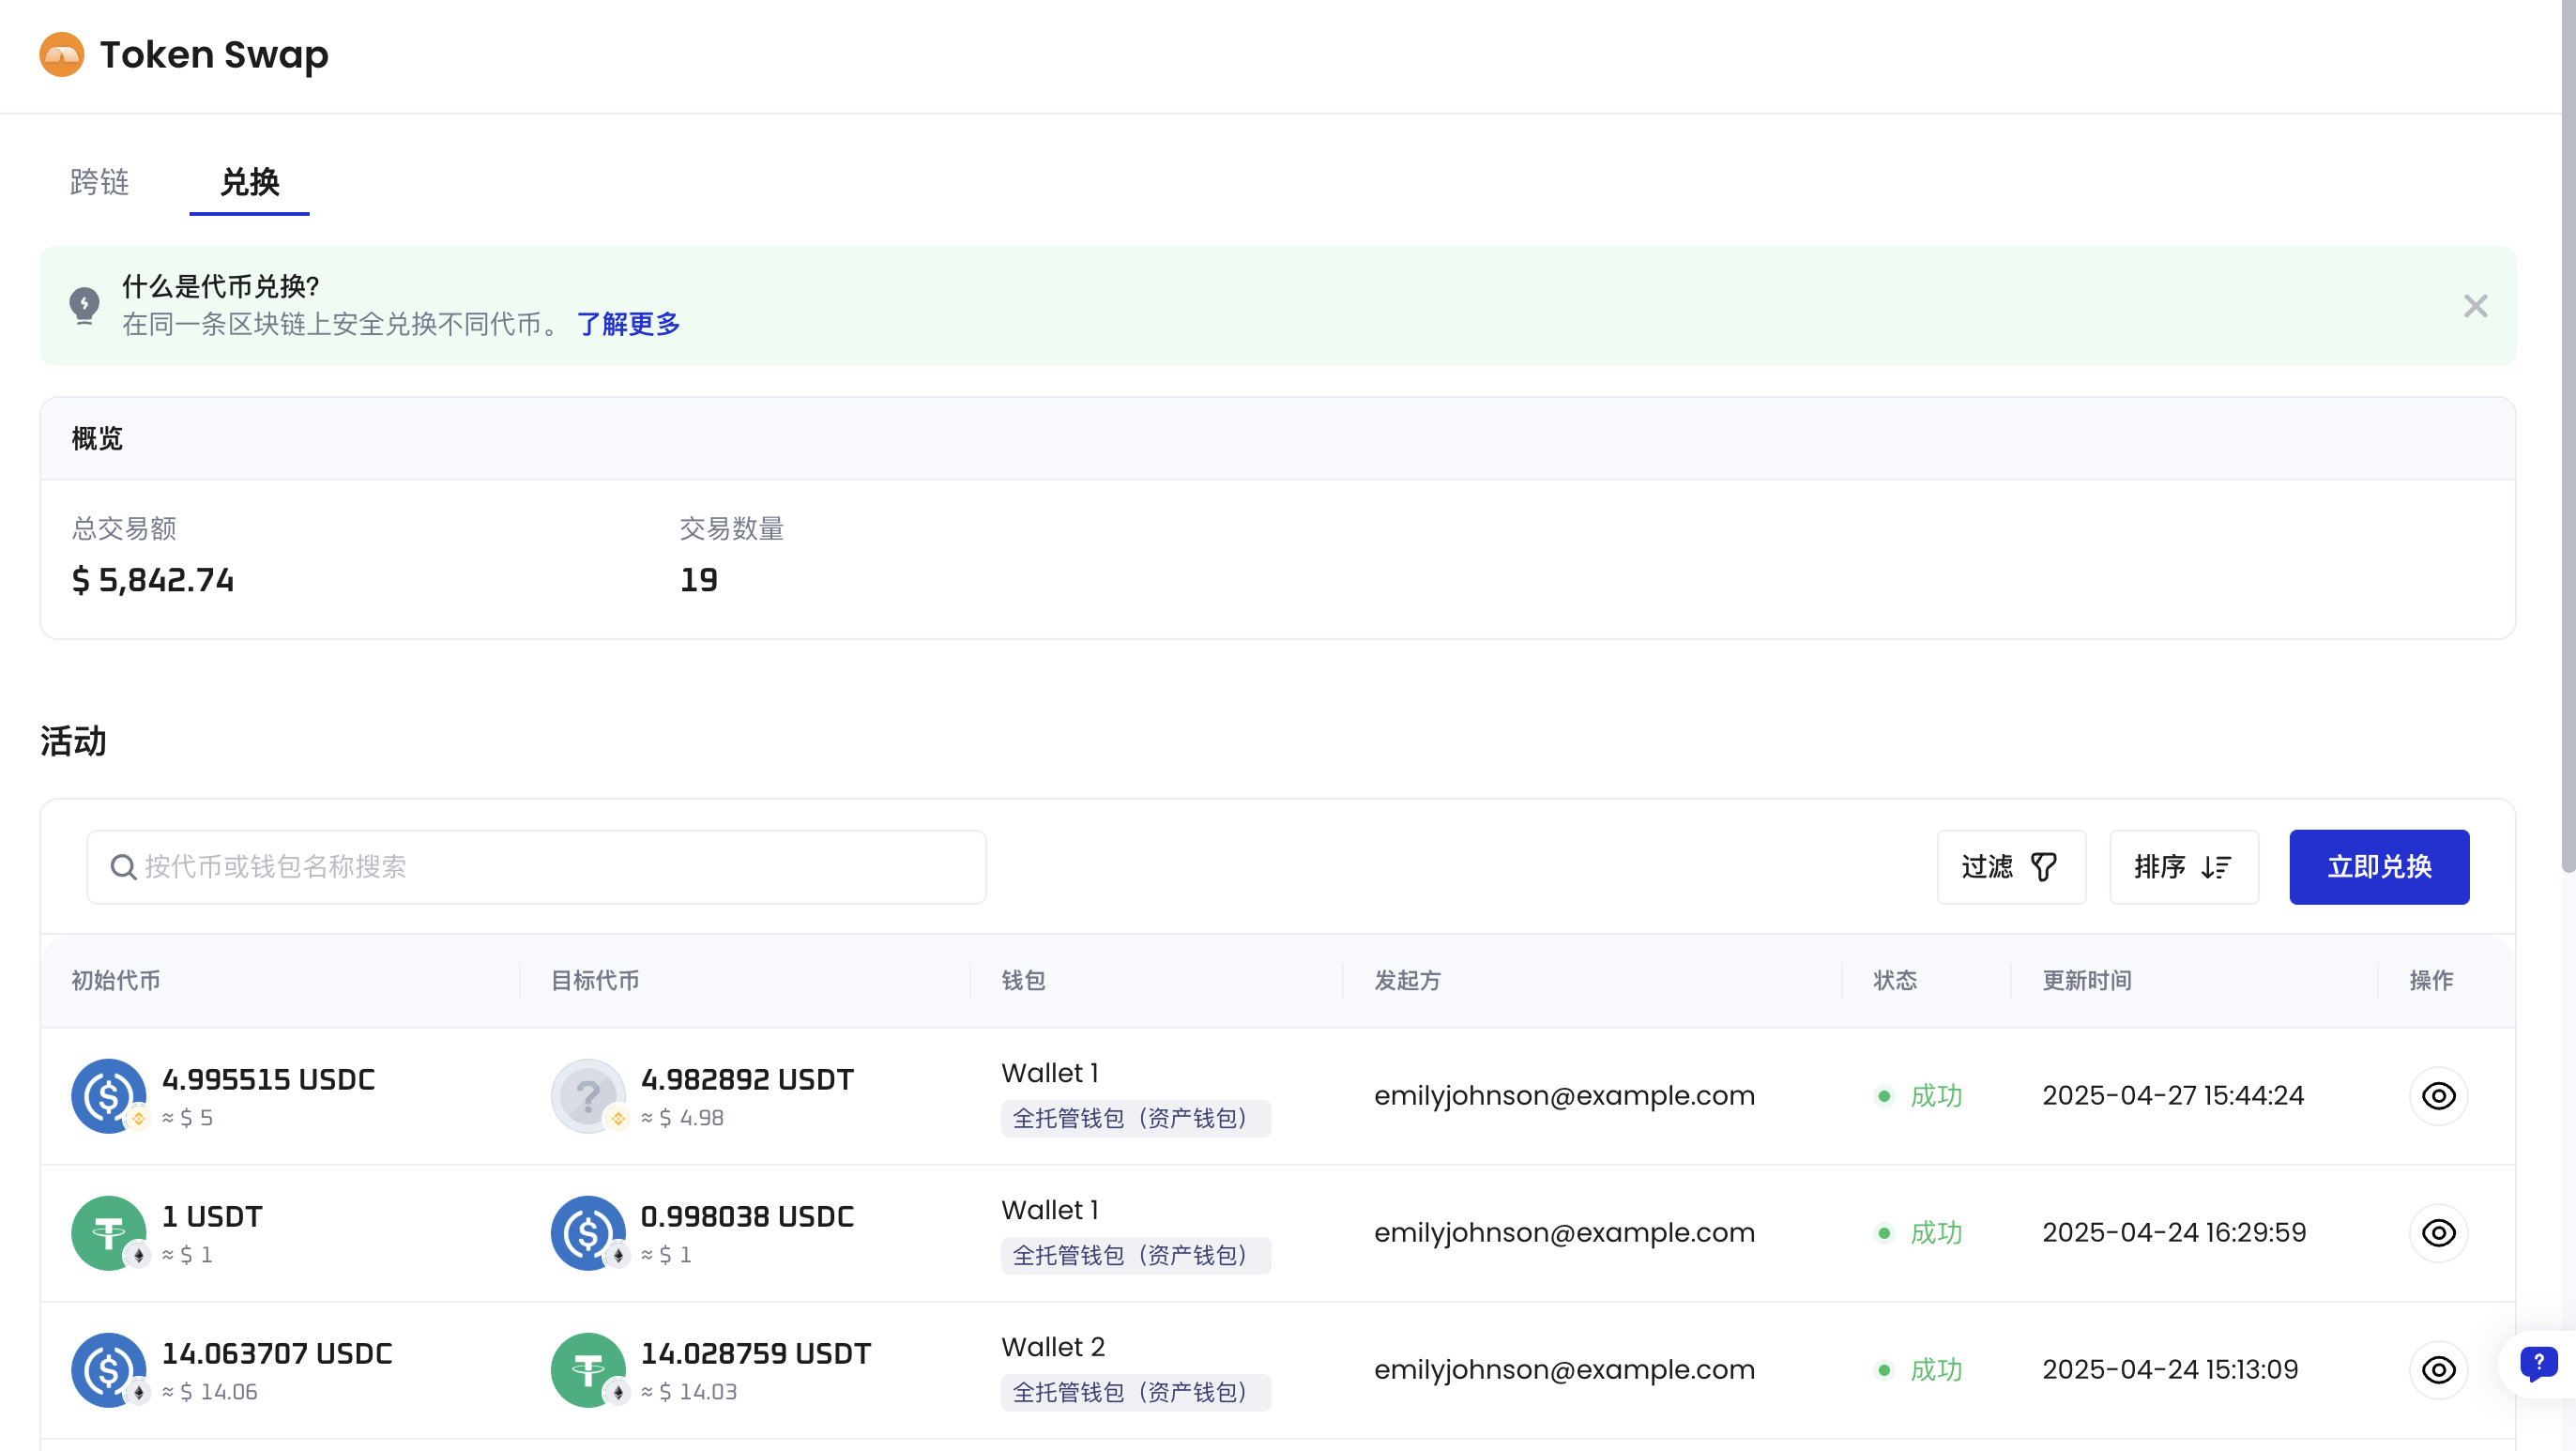 Token Swap
跨链
兑换
什么是代币兑换?
在同一条区块链上安全兑换不同代币。 了解更多
概览
总交易额
交易数量
$ 5,842.74
19
活动
按代币或钱包名称搜索
过滤
排序
立即兑换
初始代币
目标代币
钱包
发起方
状态
更新时间
操作
4.995515 USDC
≈ $ 5
4.982892 USDT
≈ $ 4.98
Wallet 1
全托管钱包（资产钱包）
emilyjohnson@example.com
成功
2025-04-27 15:44:24
1 USDT
≈ $ 1
0.998038 USDC
≈ $ 1
Wallet 1
全托管钱包（资产钱包）
emilyjohnson@example.com
成功
2025-04-24 16:29:59
14.063707 USDC
≈ $ 14.06
14.028759 USDT
≈ $ 14.03
Wallet 2
全托管钱包（资产钱包）
emilyjohnson@example.com
成功
2025-04-24 15:13:09